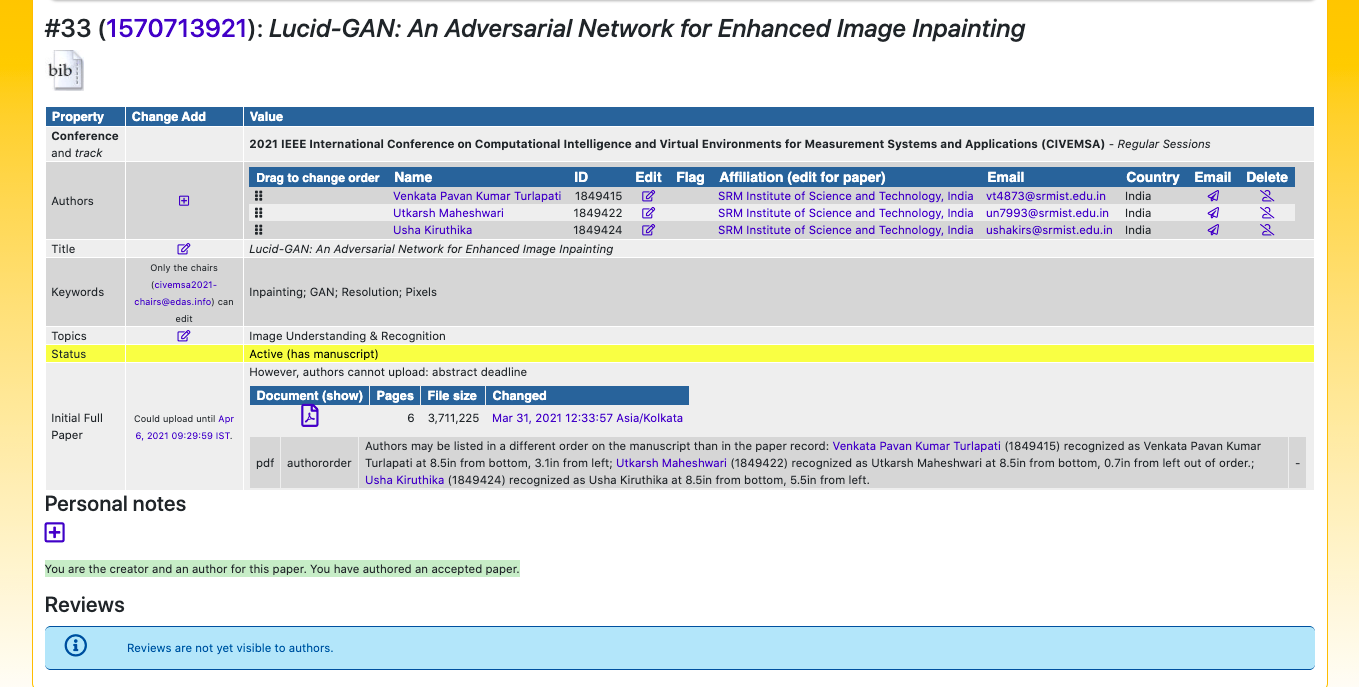 #33 (1570713921): Lucid-GAN: An Adversarial Network for Enhanced Image Inpainting
bib
Property Change Add Value
Conference and track 2021 IEEE International Conference on Computational Intelligence and Virtual Environments for Measurement Systems and Applications (CIVEMSA) - Regular Sessions
Authors
Drag to change order Name ID Edit Flag Affiliation (edit for paper) Email Country Email Delete
Venkata Pavan Kumar Turlapati 1849415 SRM Institute of Science and Technology, India vt4873@srmist.edu.in India
Utkarsh Maheshwari 1849422 SRM Institute of Science and Technology, India un7993@srmist.edu.in India
Usha Kiruthika 1849424 SRM Institute of Science and Technology, India ushakirs@srmist.edu.in India
Title Lucid-GAN: An Adversarial Network for Enhanced Image Inpainting
Keywords
Only the chairs
(civemsa2021-
chairs@edas.info) can
edit
Inpainting; GAN; Resolution; Pixels
Topics Image Understanding & Recognition
Status Active (has manuscript)
Initial Full
Paper
Could upload until Apr
6, 2021 09:29:59 IST.
However, authors cannot upload: abstract deadline
Document (show) Pages File size Changed
6 3,711,225 Mar 31, 2021 12:33:57 Asia/Kolkata
pdf authororder
Authors may be listed in a different order on the manuscript than in the paper record: Venkata Pavan Kumar Turlapati (1849415) recognized as Venkata Pavan Kumar
Turlapati at 8.5in from bottom, 3.1in from left; Utkarsh Maheshwari (1849422) recognized as Utkarsh Maheshwari at 8.5in from bottom, 0.7in from left out of order.;
Usha Kiruthika (1849424) recognized as Usha Kiruthika at 8.5in from bottom, 5.5in from left.
-
Personal notes
You are the creator and an author for this paper. You have authored an accepted paper.
Reviews
Reviews are not yet visible to authors.